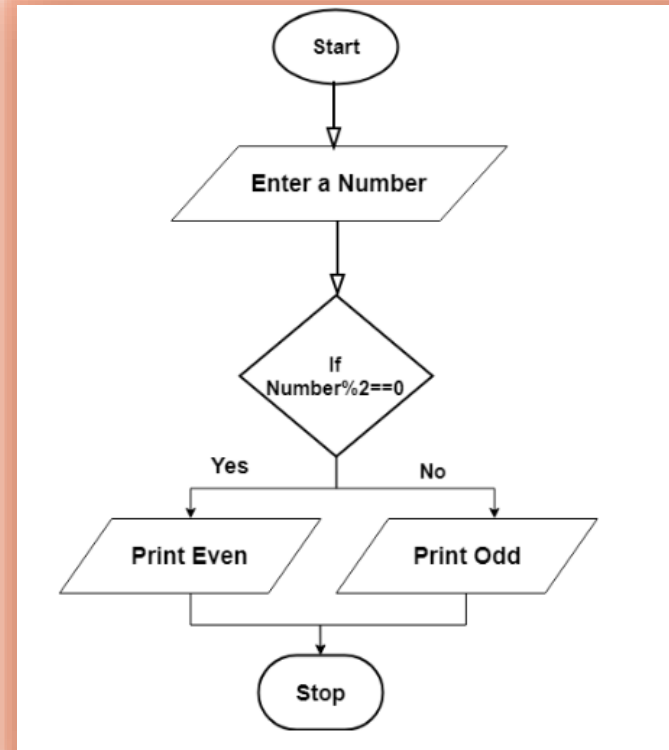 Start
Enter a Number
If
Number%2==0
Yes
No
Print Even
Print Odd
Stop